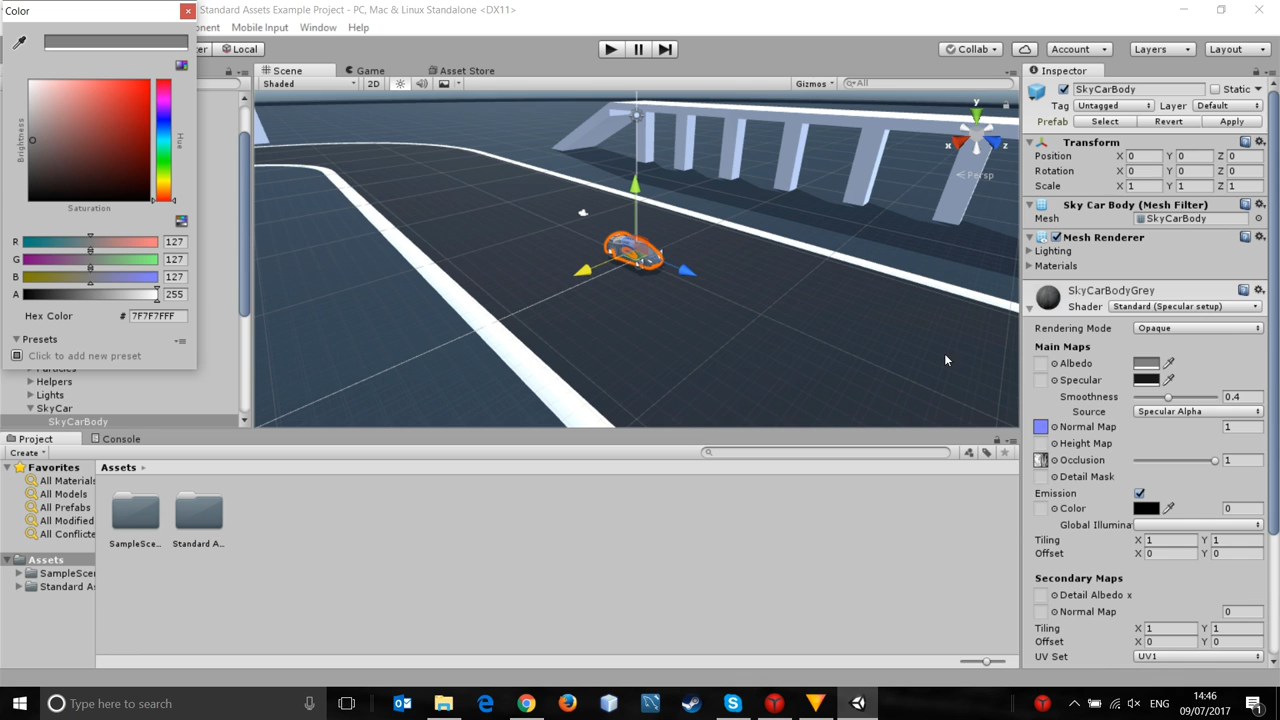 Color
Standard Assets Example Project - PC, Mac & Linux Standalone <DX11>
Mobile Input Window Help
Local
Collab
Account
Layers
Layout
Scene
Game
Asset Store
Inspector
Shaded
2D
Gizmos
All
SkyCarBody
Static
Tag Untagged Layer Default
Prefab Select Revert Apply
Transform
Position X 0 Y 0 Z 0
Rotation X 0 Y 0 Z 0
Scale X 1 Y 1 Z 1
Sky Car Body (Mesh Filter)
Mesh SkyCarBody
Mesh Renderer
Lighting
Materials
SkyCarBodyGrey
Shader Standard (Specular setup)
Rendering Mode Opaque
Main Maps
Albedo
Specular
Smoothness 0.4
Source Specular Alpha
Normal Map 1
Height Map
Occlusion 1
Detail Mask
Emission
Color 0
Global Illumina
Tiling X 1 Y 1
Offset X 0 Y 0
Secondary Maps
Detail Albedo x
Normal Map 0
Tiling X 1 Y 1
Offset X 0 Y 0
UV Set UV1
y
x
z
Persp
Brightness
Hue
Saturation
R 127
G 127
B 127
A 255
Hex Color # 7F7F7FFF
Presets
Click to add new preset
Helpers
Lights
SkyCar
SkyCarBody
Project
Console
Create
Favorites
All Materials
All Models
All Prefabs
All Modified
All Conflicte
Assets
SampleScen
Standard As
Assets
SampleSce...
Standard A...
Type here to search
ENG
14:46
09/07/2017
1